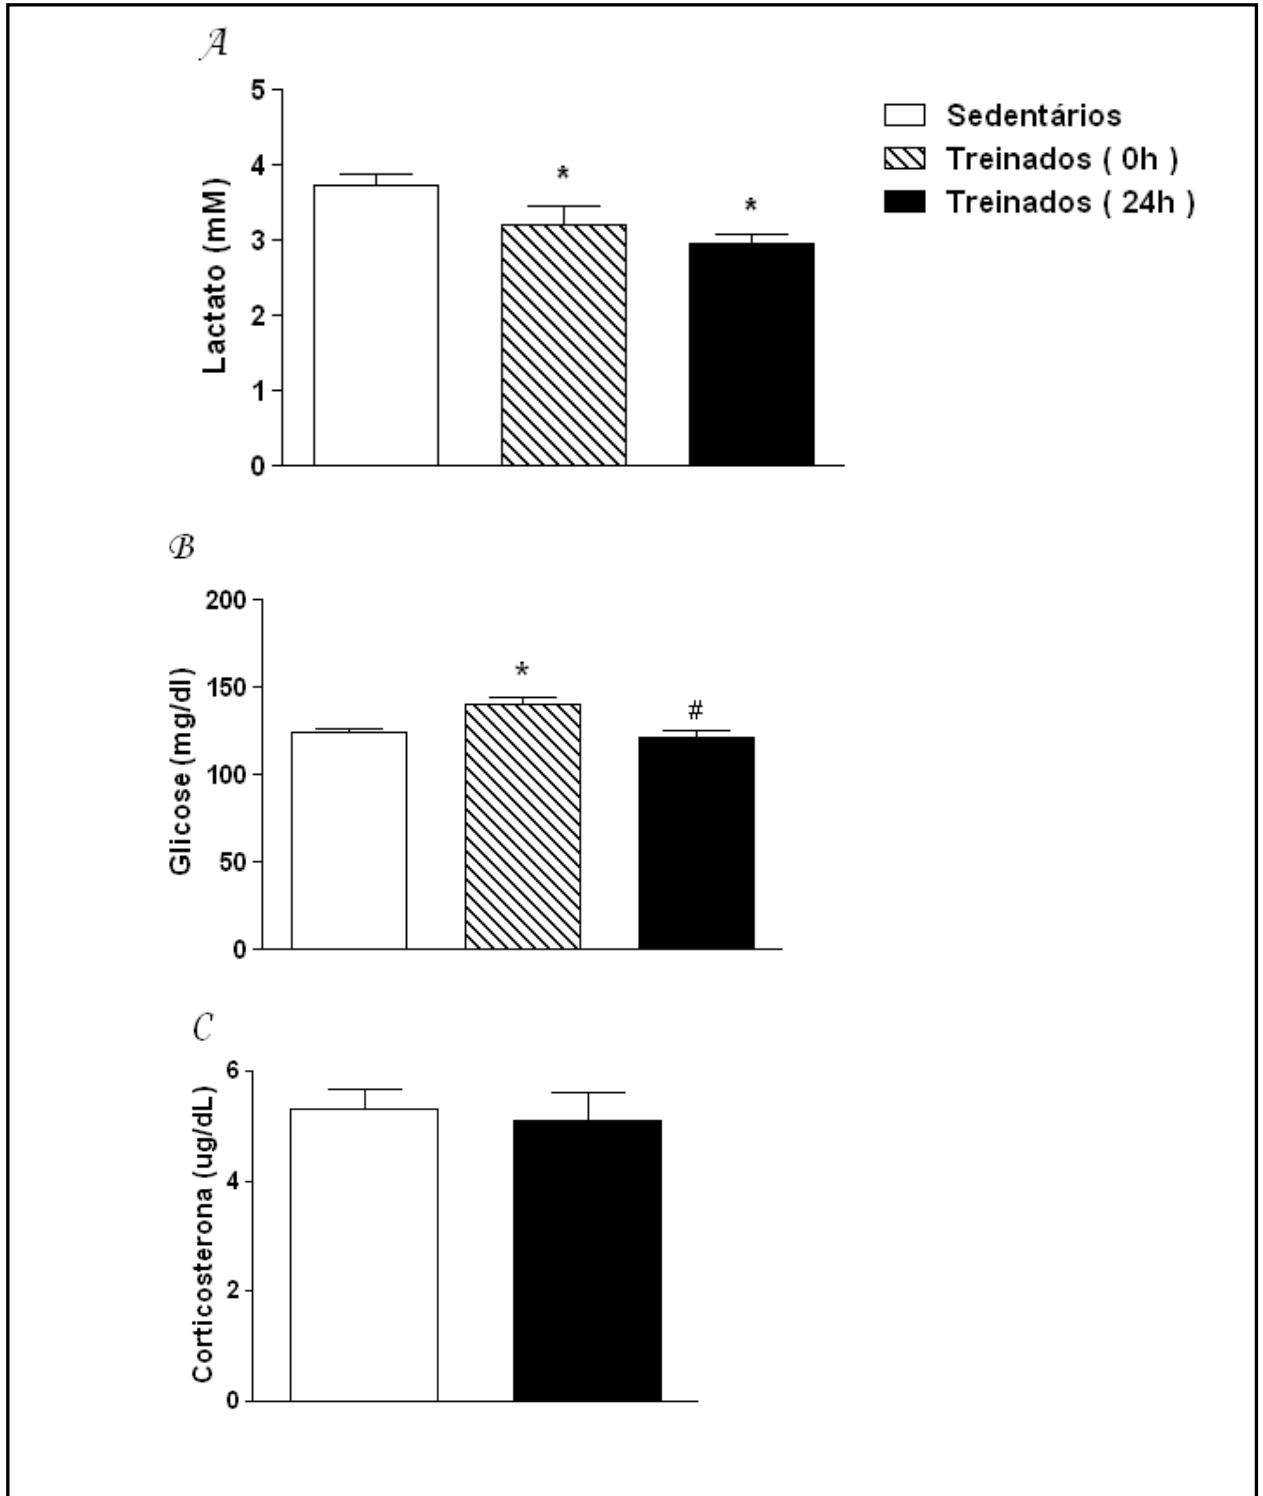 A
5
4
3
2
1
0
Lactato (mM)
*
*
Sedentários
Treinados ( 0h )
Treinados ( 24h )
B
200
150
100
50
0
Glicose (mg/dl)
*
#
C
6
4
2
0
Corticosterona (ug/dL)